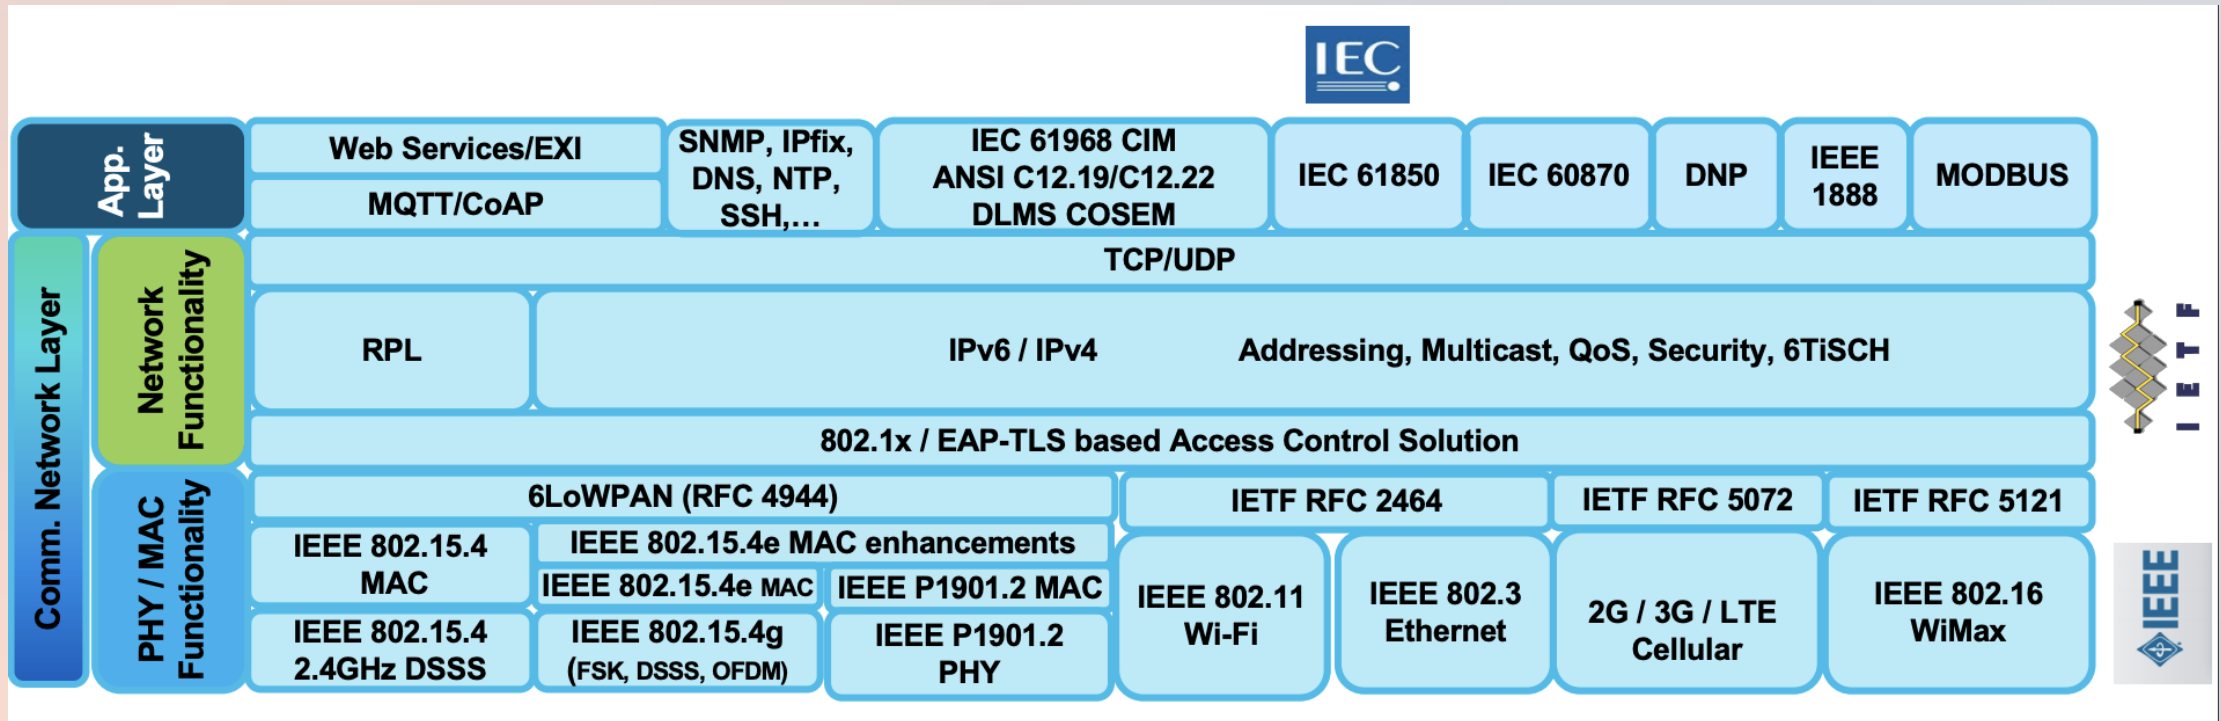 IEC
App.
Layer
Web Services/EXI
MQTT/CoAP
SNMP, IPfix,
DNS, NTP,
SSH,...
IEC 61968 CIM
ANSI C12.19/C12.22
DLMS COSEM
IEC 61850
IEC 60870
DNP
IEEE
1888
MODBUS
Comm. Network Layer
Network
Functionality
TCP/UDP
RPL
IPv6 / IPv4
Addressing, Multicast, QoS, Security, 6TiSCH
802.1x / EAP-TLS based Access Control Solution
I E T F
PHY / MAC
Functionality
6LoWPAN (RFC 4944)
IETF RFC 2464
IETF RFC 5072
IETF RFC 5121
IEEE 802.15.4
MAC
IEEE 802.15.4e MAC enhancements
IEEE 802.15.4e MAC
IEEE P1901.2 MAC
IEEE 802.15.4
2.4GHz DSSS
IEEE 802.15.4g
(FSK, DSSS, OFDM)
IEEE P1901.2
PHY
IEEE 802.11
Wi-Fi
IEEE 802.3
Ethernet
2G / 3G / LTE
Cellular
IEEE 802.16
WiMax
IEEE